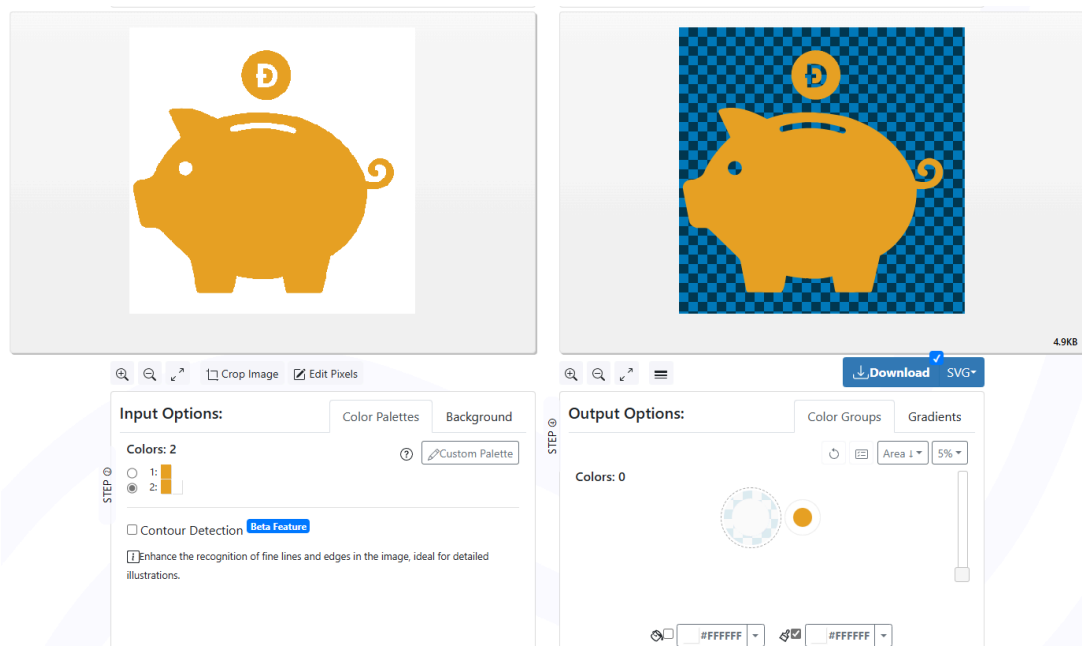 Đ
Đ
4.9KB
Crop Image
Edit Pixels
Download
SVG
Input Options:
Color Palettes
Background
Colors: 2
?
Custom Palette
1:
2:
STEP
Contour Detection
Beta Feature
i Enhance the recognition of fine lines and edges in the image, ideal for detailed
illustrations.
STEP
Output Options:
Color Groups
Gradients
Area ↓
5%
Colors: 0
#FFFFFF
#FFFFFF